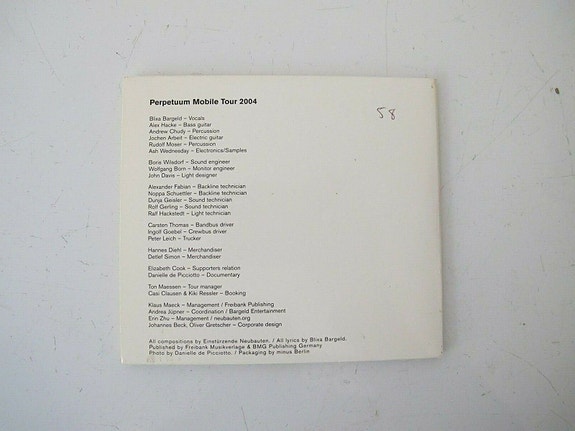 Perpetuum Mobile Tour 2004
58
Blixa Bargeld – Vocals
Alex Hacke – Bass guitar
Andrew Chudy – Percussion
Jochen Arbeit – Electric guitar
Rudolf Moser – Percussion
Ash Wednesday – Electronics/Samples
Boris Wilsdorf – Sound engineer
Wolfgang Born – Monitor engineer
John Davis – Light designer
Alexander Fabian – Backline technician
Noppa Schuettler – Backline technician
Dunja Geisler – Sound technician
Rolf Gerling – Sound technician
Ralf Hackstedt – Light technician
Carsten Thomas – Bandbus driver
Ingolf Goebel – Crewbus driver
Peter Leich – Trucker
Hannes Diehl – Merchandiser
Detlef Simon – Merchandiser
Elizabeth Cook – Supporters relation
Danielle de Picciotto – Documentary
Ton Maessen – Tour manager
Casi Clausen & Kiki Ressler – Booking
Klaus Maeck – Management / Freibank Publishing
Andrea Jüpner – Coordination / Bargeld Entertainment
Erin Zhu – Management / neubauten.org
Johannes Beck, Oliver Gretscher – Corporate design
All compositions by Einstürzende Neubauten. / All lyrics by Blixa Bargeld.
Published by Freibank Musikverlage & BMG Publishing Germany
Photo by Danielle de Picciotto. / Packaging by minus Berlin